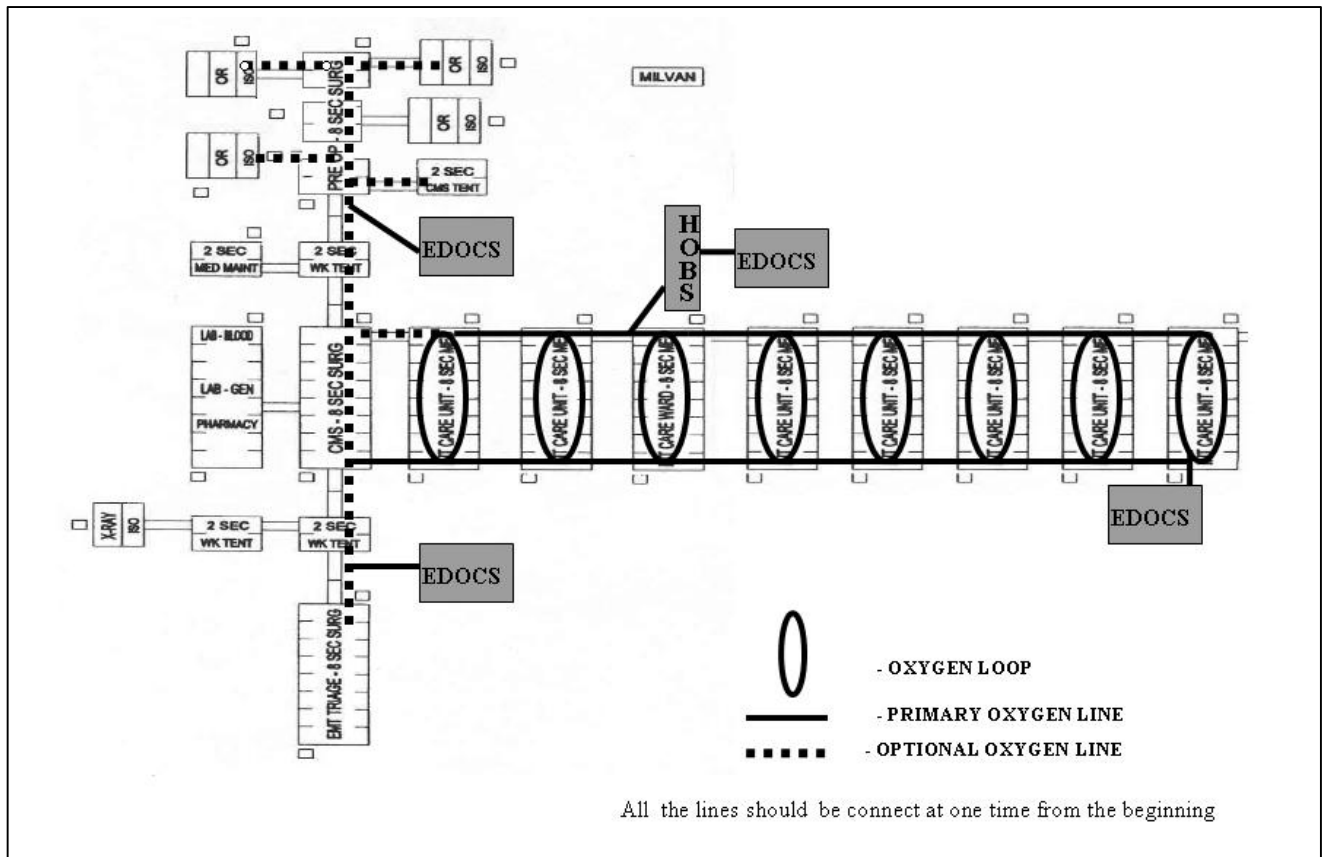 OR
ISO
PRE OP - 8 SEC SURG
OR
ISO
MILVAN
OR
ISO
OR
ISO
2 SEC
CMS TENT
EDOCS
HOBS
EDOCS
2 SEC
MED MAINT
2 SEC
WK TENT
LAB - BLOOD
LAB - GEN
PHARMACY
CMS - 8 SEC SURG
CARE UNIT - 8 SEC
CARE UNIT - 8 SEC
CARE WARD - 8 SEC
CARE UNIT - 8 SEC
CARE UNIT - 8 SEC
CARE UNIT - 8 SEC
CARE UNIT - 8 SEC
CARE UNIT - 8 SEC
EDOCS
X-RAY
ISO
2 SEC
WK TENT
2 SEC
WK TENT
EDOCS
EMT TRIAGE - 8 SEC SURG
- OXYGEN LOOP
- PRIMARY OXYGEN LINE
- OPTIONAL OXYGEN LINE
All the lines should be connect at one time from the beginning